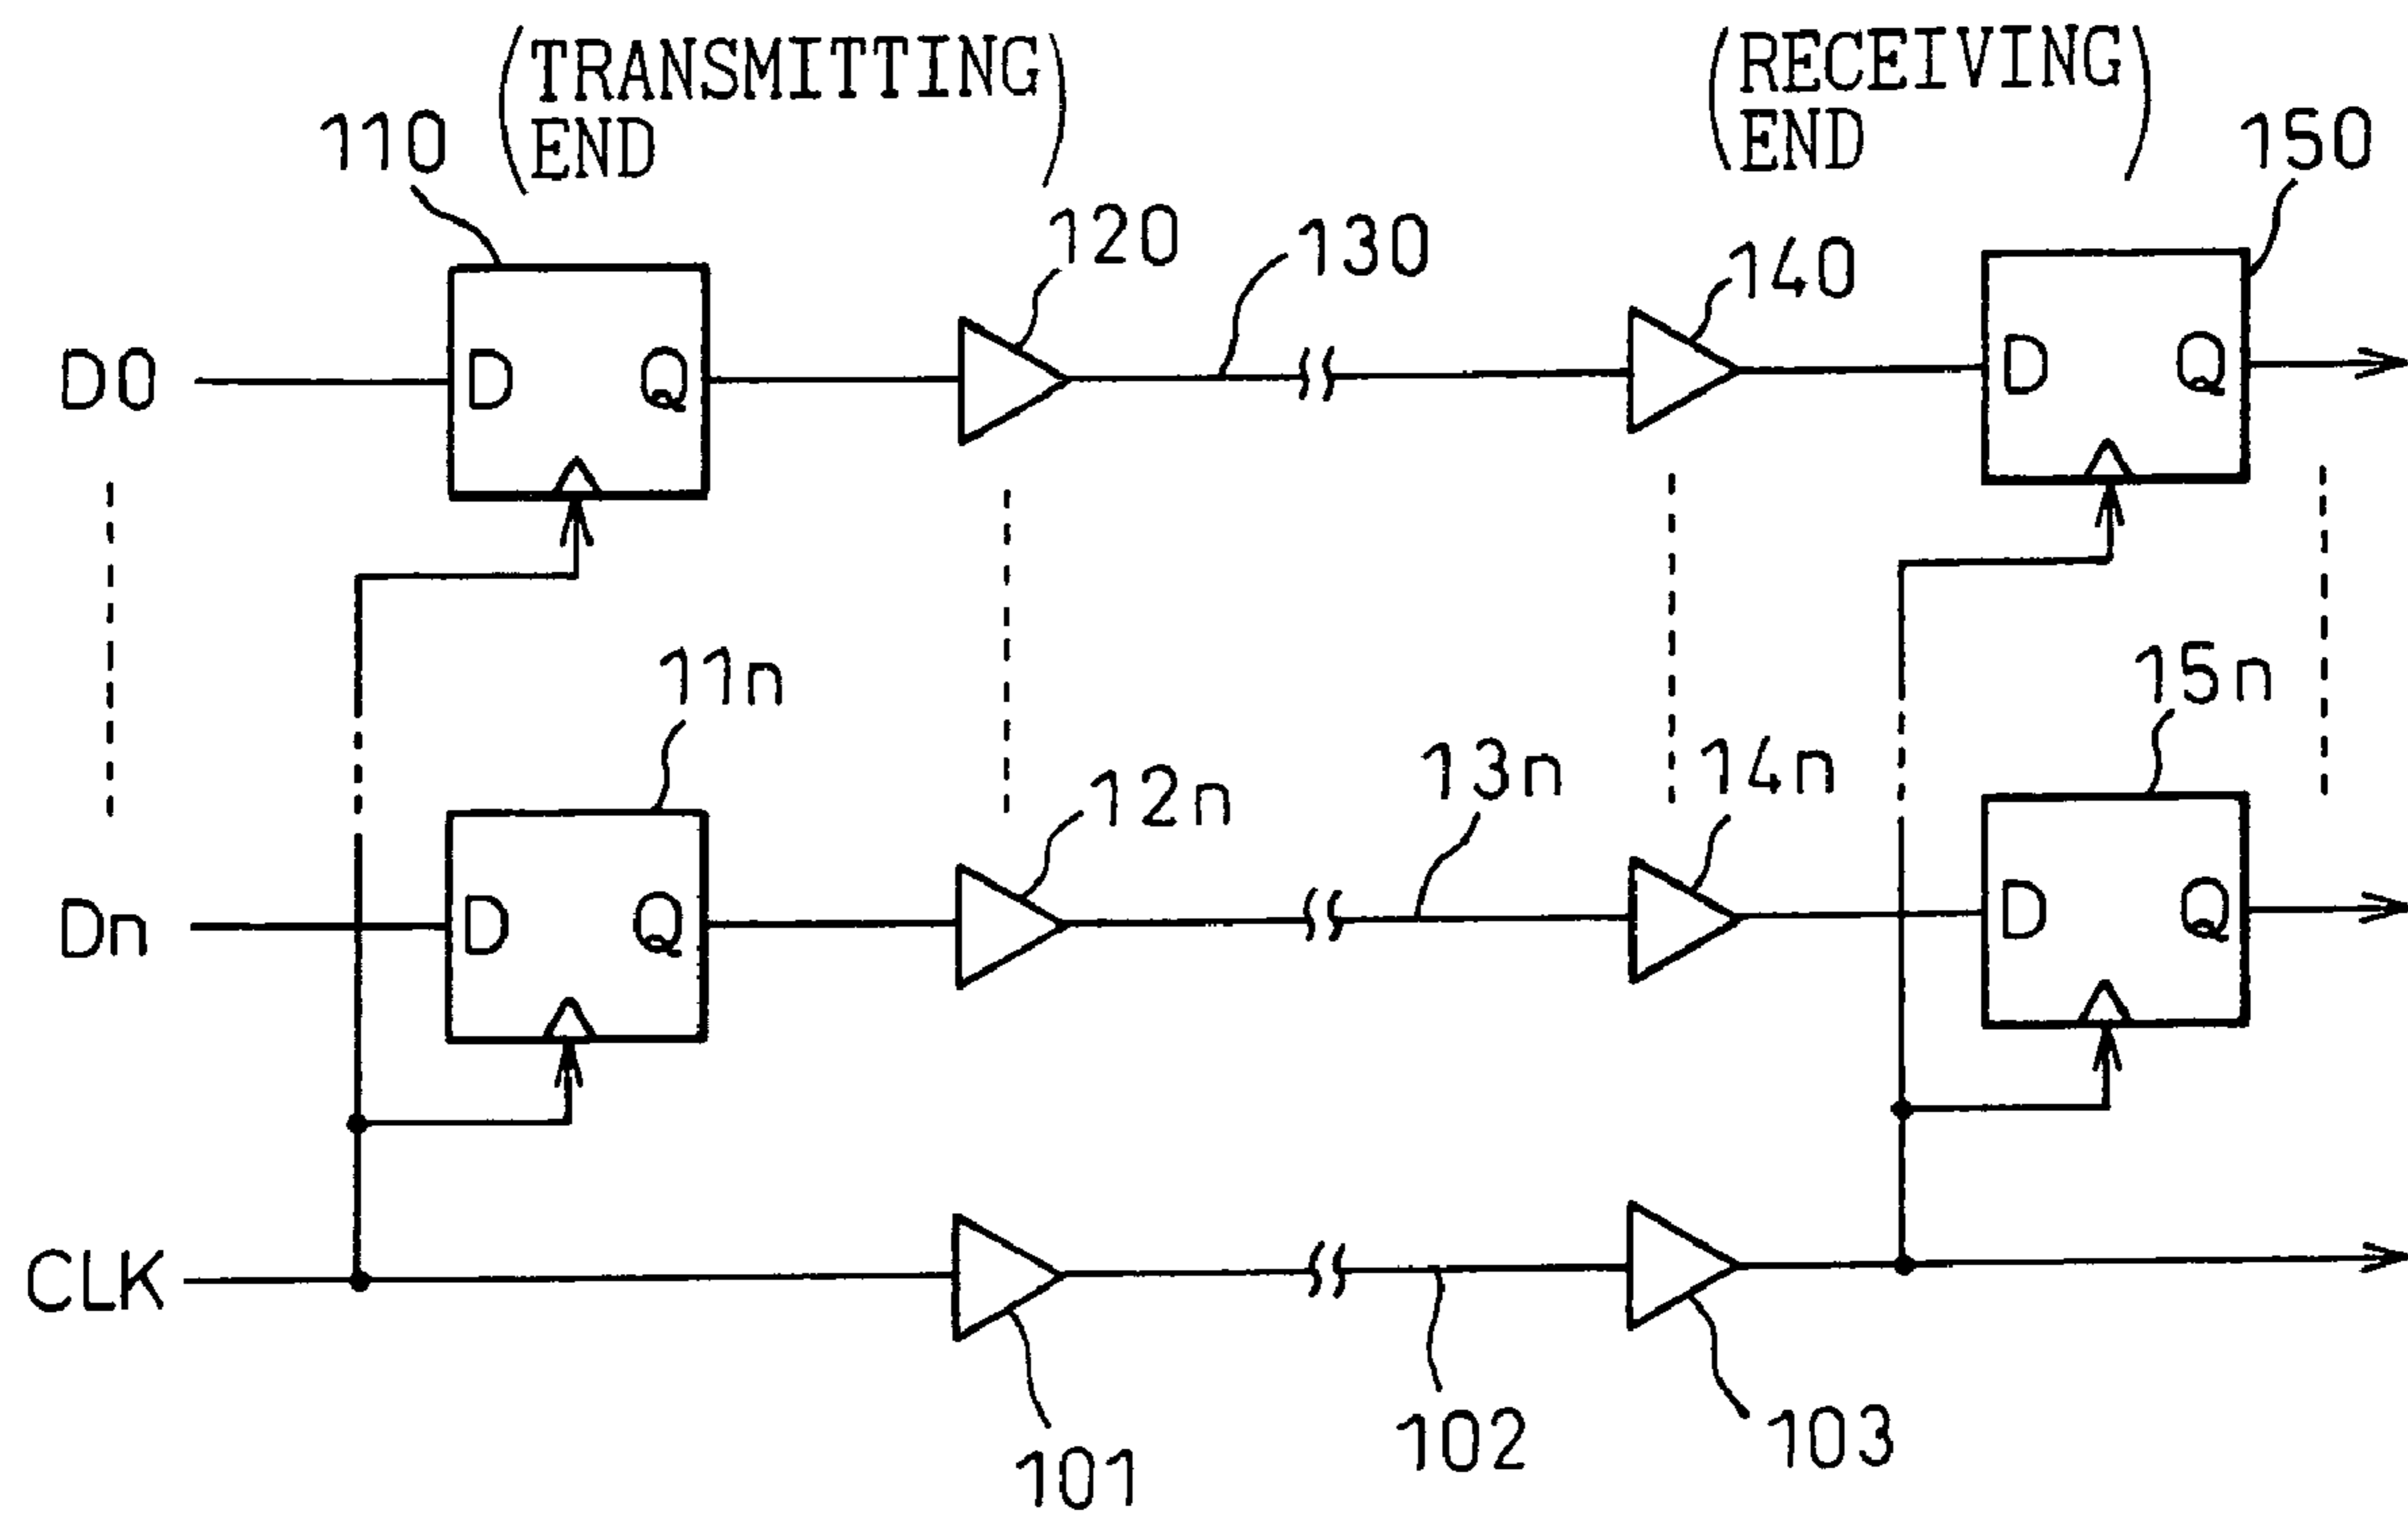 TRANSMITTING
END
RECEIVING
END
110
120
130
140
150
D0
D
Q
D
Q
11n
12n
13n
14n
15n
Dn
D
Q
D
Q
CLK
101
102
103